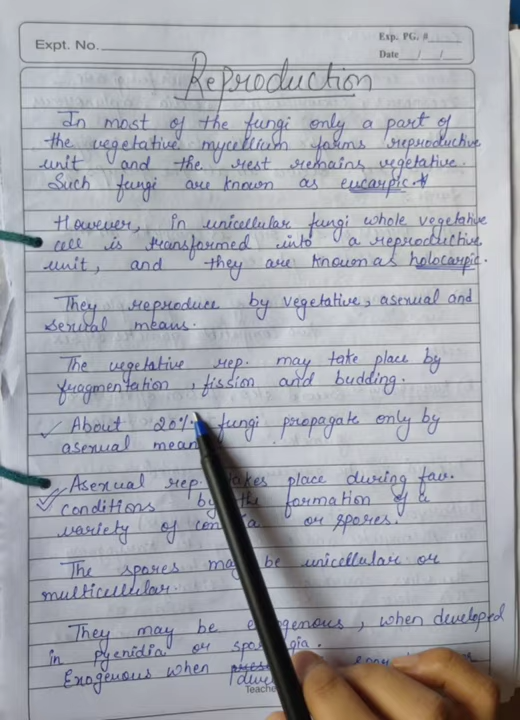 Expt. No.
Exp. PG. #
Date / /
Reproduction
In most of the fungi only a part of
the vegetative mycellium forms reproductive
unit and the rest remains vegetative.
Such fungi are known as eucarpic.
However, in unicellular fungi whole vegetative
cell is transformed into a reproductive
unit, and they are known as holocarpic.
They reproduce by vegetative, asexual and
sexual means.
The vegetative rep. may take place by
fragmentation , fission and budding.
About 20% fungi propagate only by
asexual
Asexual rep. takes place during fav.
conditions by the formation of a
variety of or spores.
The spores may be unicellular or
multicellular.
They may be , when developed
in pycnidia or
Exogenous when